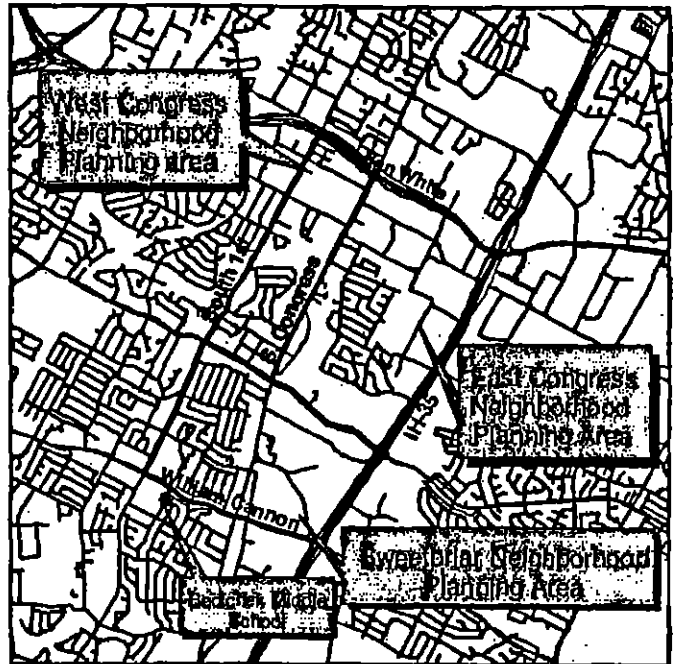 West Congress
Neighborhood
Planning area
Ben White
South 1st
S. Congress
East Congress
Neighborhood
Planning Area
IH-35
William Cannon
Sweetbriar Neighborhood
Planning Area
Middle
School